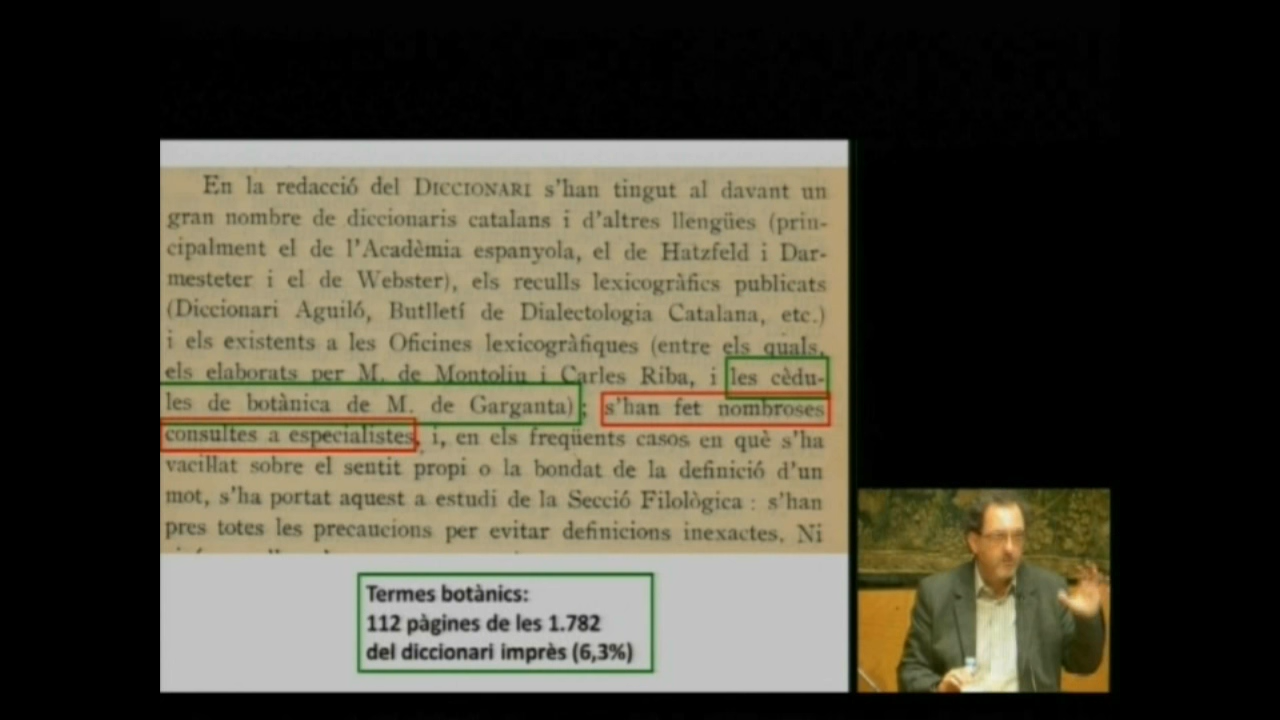 En la redacció del DICCIONARI s'han tingut al davant un
gran nombre de diccionaris catalans i d'altres llengües (prin-
cipalment el de l'Acadèmia espanyola, el de Hatzfeld i Dar-
mesteter i el de Webster), els reculls lexicogràfics publicats
(Diccionari Aguiló, Butlletí de Dialectologia Catalana, etc.)
i els existents a les Oficines lexicogràfiques (entre els quals,
els elaborats per M. de Montoliu i Carles Riba, i les cèdu-
les de botànica de M. de Garganta); s'han fet nombroses
consultes a especialistes, i, en els freqüents casos en què s'ha
vacil·lat sobre el sentit propi o la bondat de la definició d'un
mot, s'ha portat aquest a estudi de la Secció Filològica : s'han
pres totes les precaucions per evitar definicions inexactes. Ni
Termes botànics:
112 pàgines de les 1.782
del diccionari imprès (6,3%)